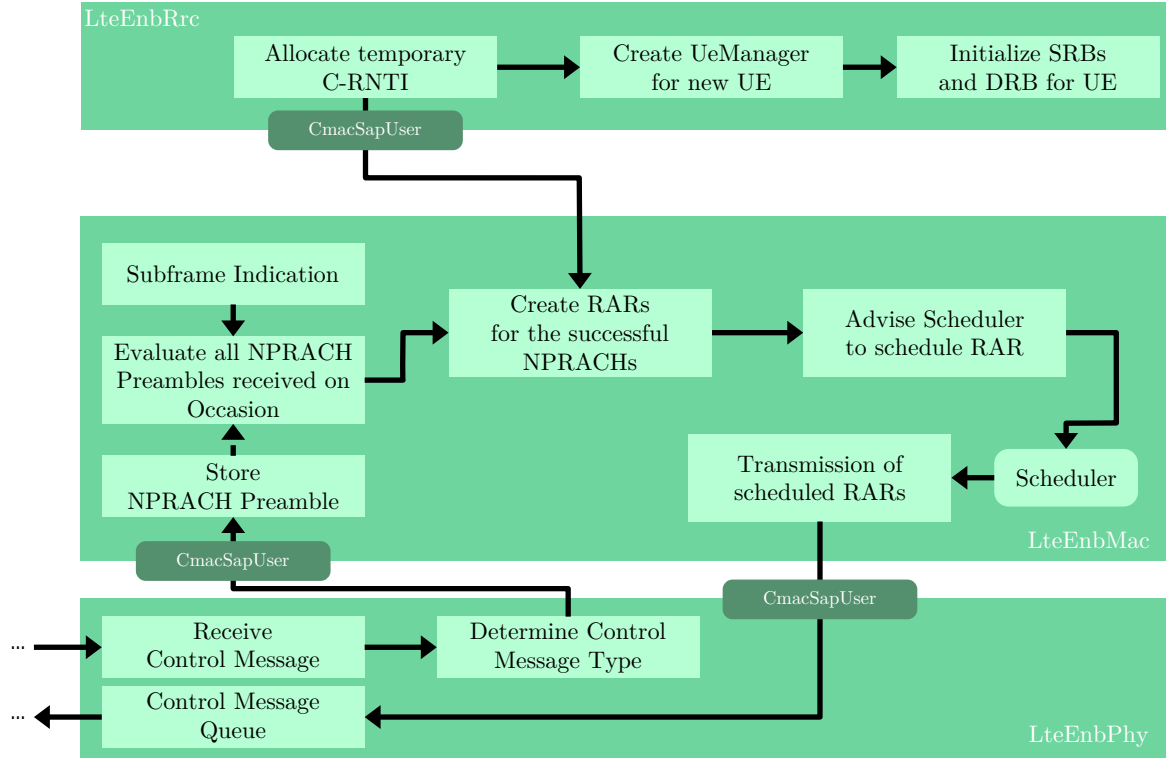 LteEnbRrc
Allocate temporary
C-RNTI
Create UeManager
for new UE
Initialize SRBs
and DRB for UE
CmacSapUser
Subframe Indication
Evaluate all NPRACH
Preambles received on
Occasion
Store
NPRACH Preamble
Create RARs
for the successful
NPRACHs
Advise Scheduler
to schedule RAR
Scheduler
Transmission of
scheduled RARs
LteEnbMac
CmacSapUser
CmacSapUser
...
Receive
Control Message
Determine Control
Message Type
...
Control Message
Queue
LteEnbPhy